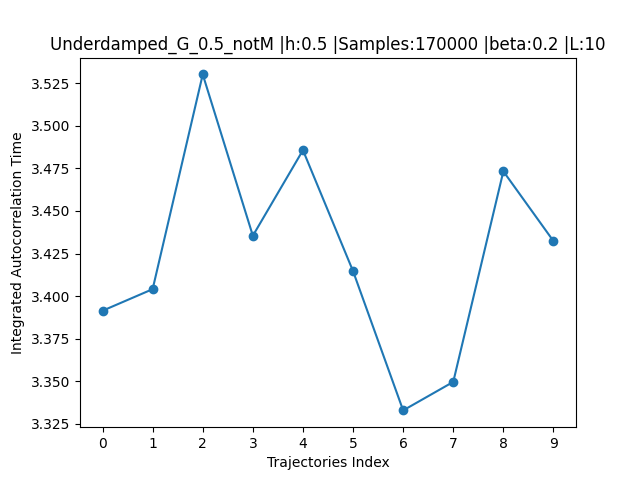 Underdamped_G_0.5_notM |h:0.5 |Samples:170000 |beta:0.2 |L:10
Integrated Autocorrelation Time
3.525
3.500
3.475
3.450
3.425
3.400
3.375
3.350
3.325
0 1 2 3 4 5 6 7 8 9
Trajectories Index